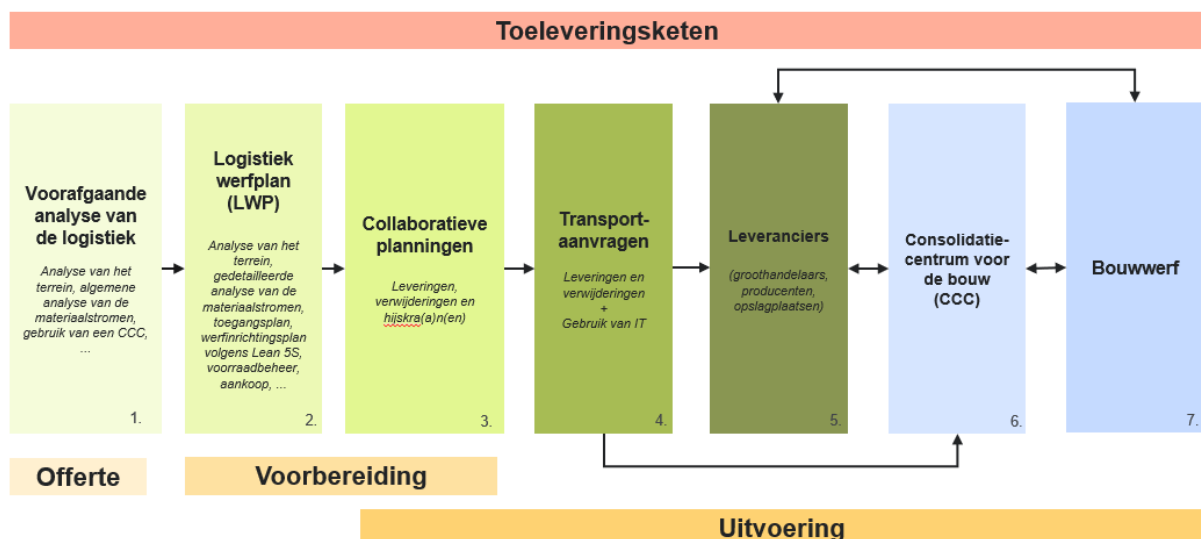 Toeleveringsketen
Voorafgaande
analyse van
de logistiek
Analyse van het
terrein, algemene
analyse van de
materiaalstromen,
gebruik van een CCC,
...
1.
Logistiek
werfplan
(LWP)
Analyse van het
terrein,
gedetailleerde
analyse van de
materiaalstromen,
toegangsplan,
werfinrichtingsplan
volgens Lean 5S,
voorraadbeheer,
aankoop, ...
2.
Collaboratieve
planningen
Leveringen,
verwijderingen en
hijskra(a)n(en)
3.
Transport-
aanvragen
Leveringen en
verwijderingen
+
Gebruik van IT
4.
Leveranciers
(groothandelaars,
producenten,
opslagplaatsen)
5.
Consolidatie-
centrum voor
de bouw
(CCC)
6.
Bouwwerf
7.
Offerte
Voorbereiding
Uitvoering